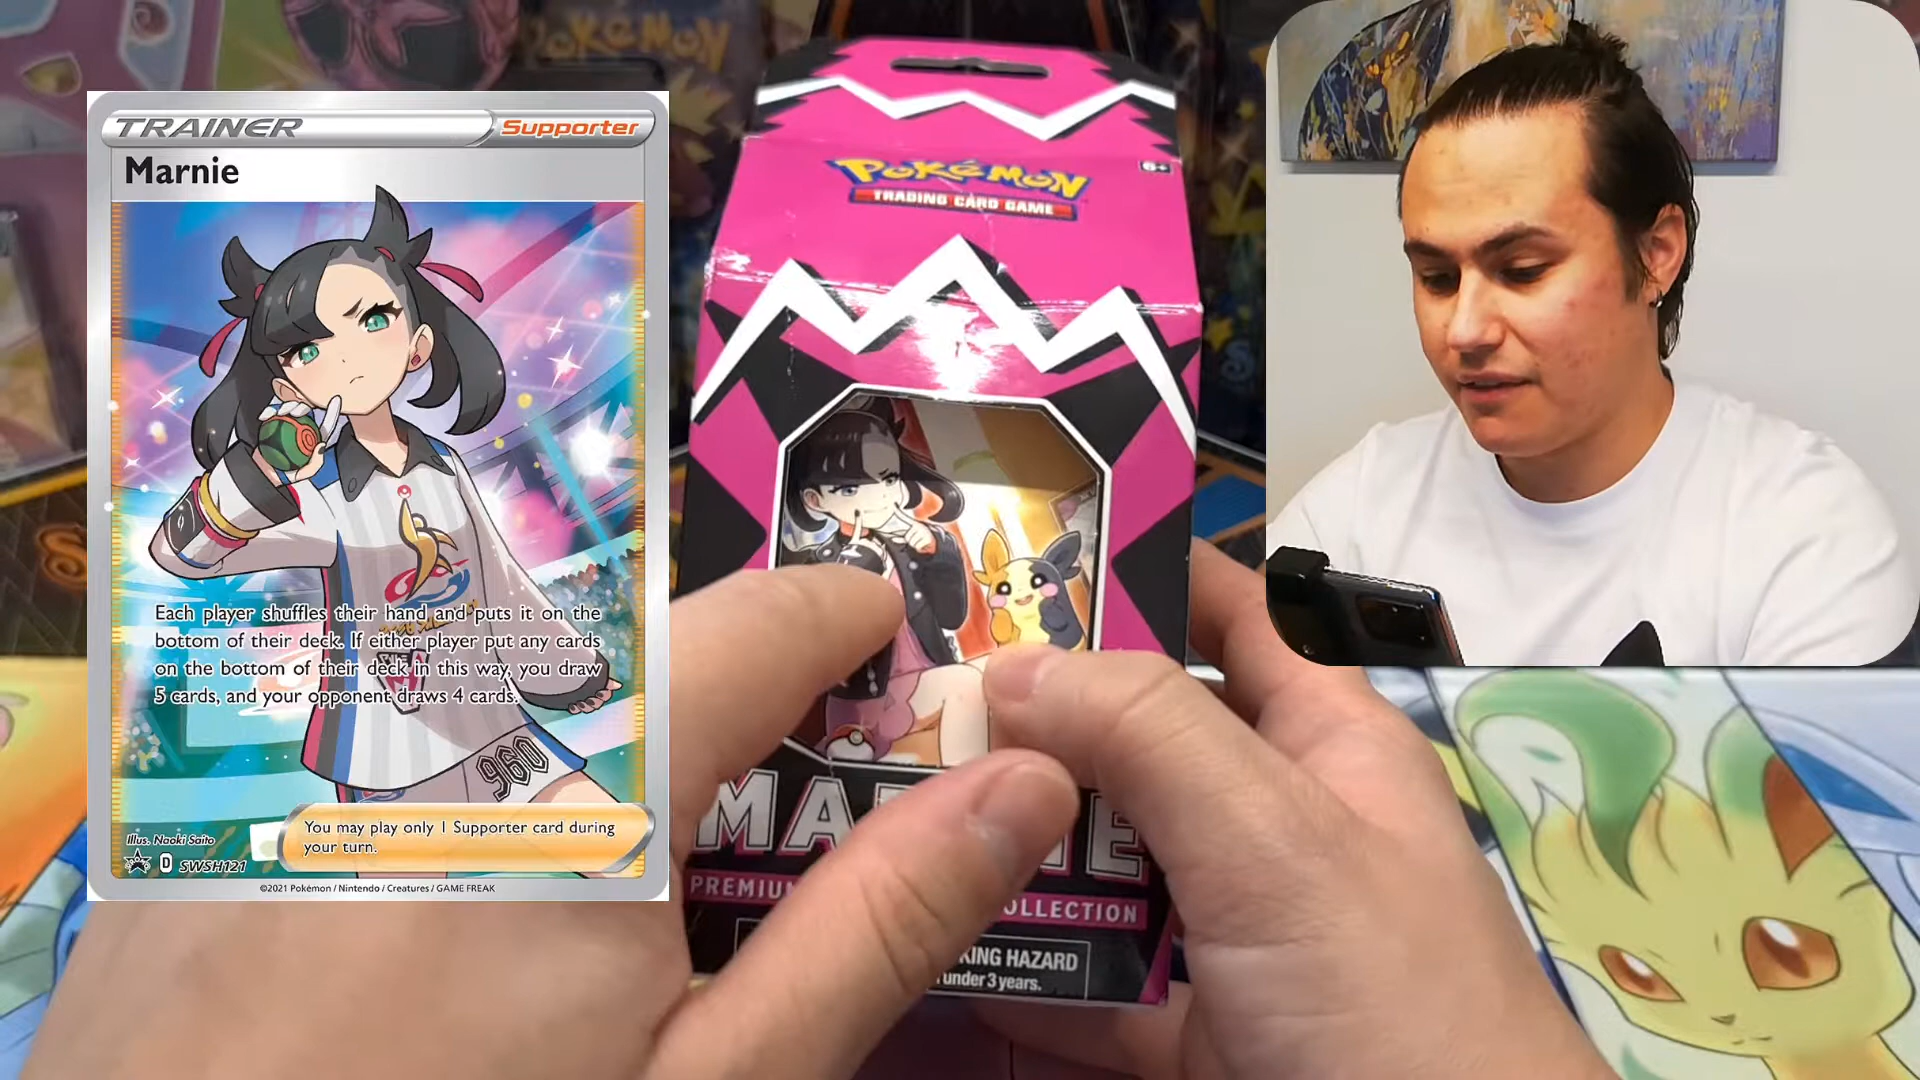 TRAINER
Supporter
Marnie
Each player shuffles their hand and puts it on the
bottom of their deck. If either player put any cards
on the bottom of their deck in this way, you draw
5 cards, and your opponent draws 4 cards.
960
You may play only 1 Supporter card during
your turn.
Illus. Naoki Saito
D SWSH121
©2021 Pokémon / Nintendo / Creatures / GAME FREAK
POKéMON
POKéMON
6+
TRADING CARD GAME
PREMIU
OLLECTION
KING HAZARD
under 3 years.